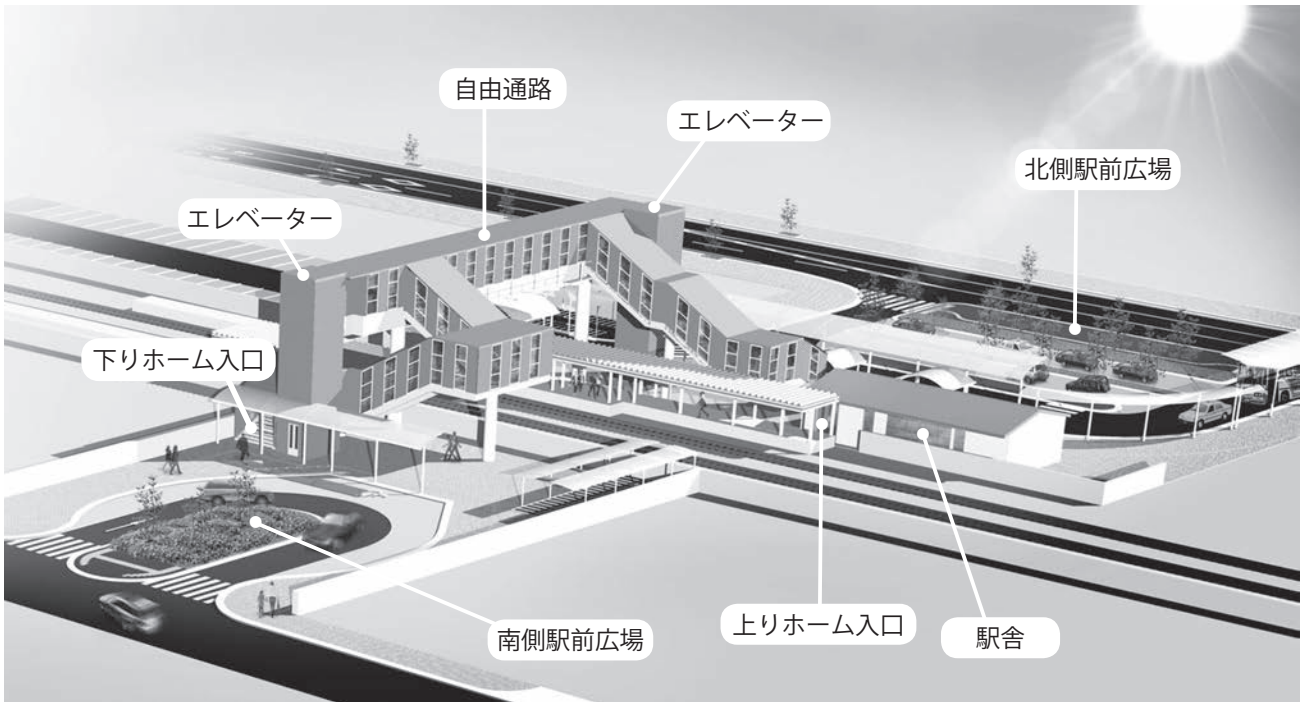 自由通路
エレベーター
北側駅前広場
エレベーター
下りホーム入口
南側駅前広場
上りホーム入口
駅舎